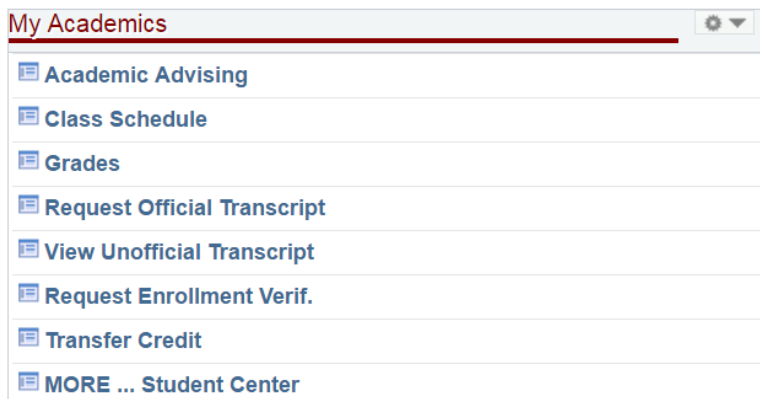 My Academics
Academic Advising
Class Schedule
Grades
Request Official Transcript
View Unofficial Transcript
Request Enrollment Verif.
Transfer Credit
MORE ... Student Center